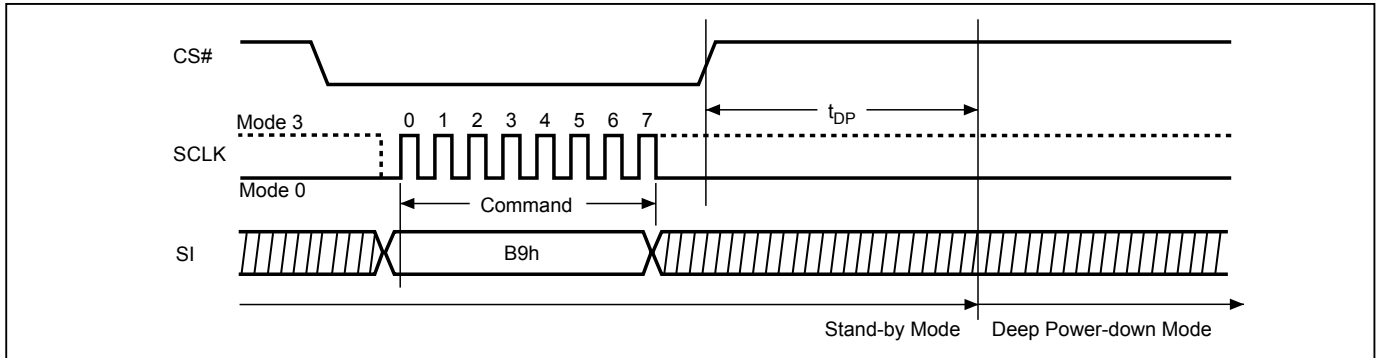 CS#
Mode 3
0 1 2 3 4 5 6 7
tDP
SCLK
Mode 0
Command
SI
B9h
Stand-by Mode
Deep Power-down Mode